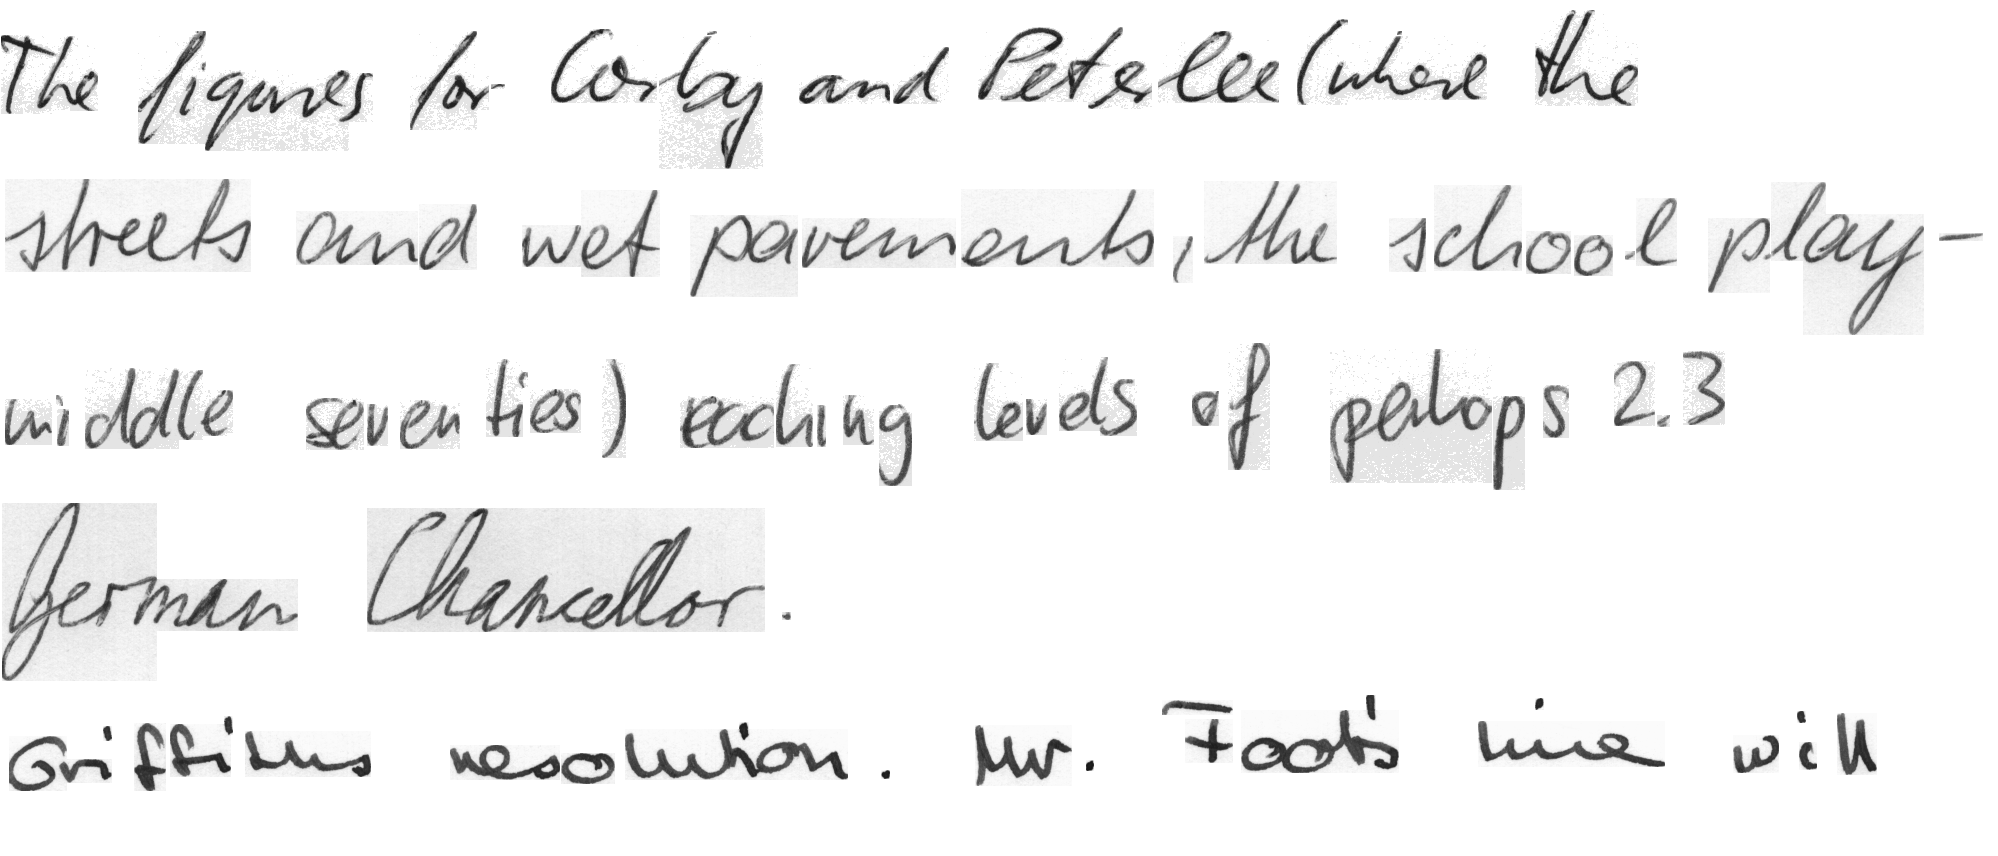 The figures for Corby and Peterlee (where the
streets and wet pavements, the school play-
middle seventies) reaching levels of perhaps 2.3
German Chancellor.
Griffiths resolution. Mr. Foot's line will